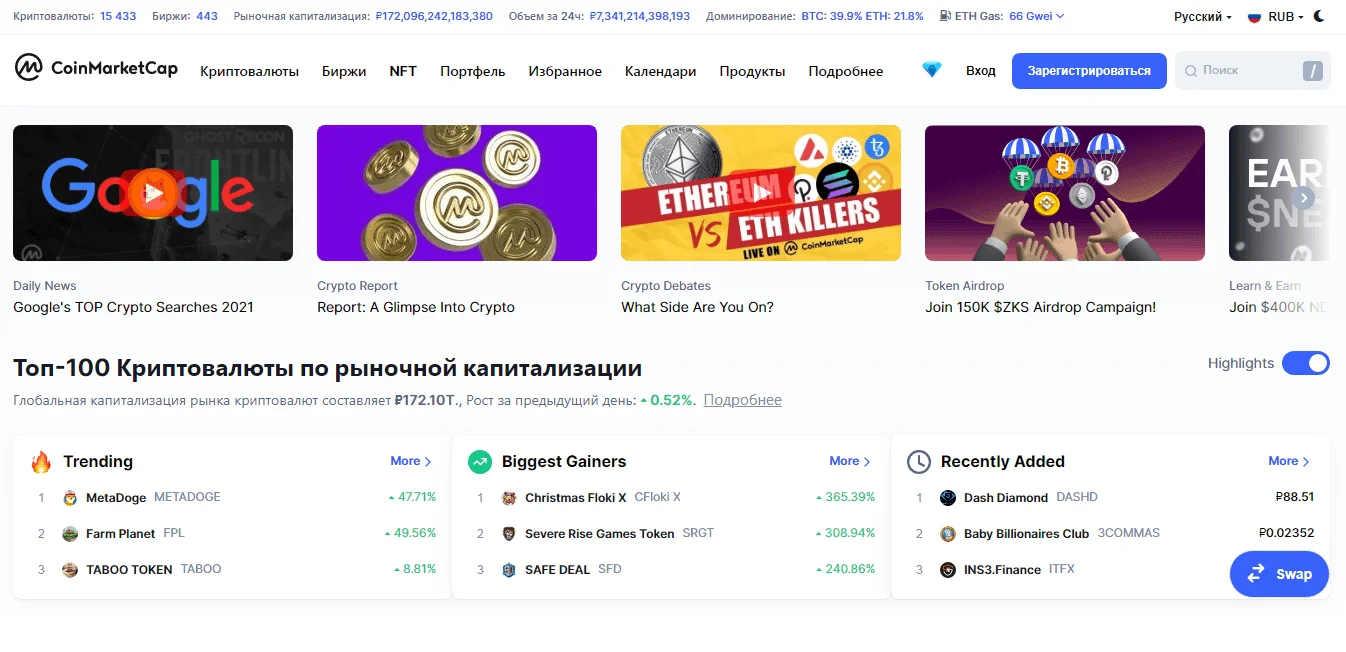 Криптовалюты: 15 433 Биржи: 443 Рыночная капитализация: ₽172,096,242,183,380 Объем за 24ч: ₽7,341,214,398,193 Доминирование: BTC: 39.9% ETH: 21.8% ETH Gas: 66 Gwei Русский RUB
CoinMarketCap Криптовалюты Биржи NFT Портфель Избранное Календари Продукты Подробнее Вход Зарегистрироваться Поиск /
GHOST RECON
FRONTLIN
Google
ETHEREUM
VS ETH KILLERS
LIVE ON CoinMarketCap
EAR
$NE
Daily News
Google's TOP Crypto Searches 2021
Crypto Report
Report: A Glimpse Into Crypto
Crypto Debates
What Side Are You On?
Token Airdrop
Join 150K $ZKS Airdrop Campaign!
Learn & Earn
Join $400K NE
Топ-100 Криптовалюты по рыночной капитализации
Highlights
Глобальная капитализация рынка криптовалют составляет ₽172.10T., Рост за предыдущий день: 0.52%. Подробнее
Trending More
1 MetaDoge METADOGE 47.71%
2 Farm Planet FPL 49.56%
3 TABOO TOKEN TABOO 8.81%
Biggest Gainers More
1 Christmas Floki X CFloki X 365.39%
2 Severe Rise Games Token SRGT 308.94%
3 SAFE DEAL SFD 240.86%
Recently Added More
1 Dash Diamond DASHD ₽88.51
2 Baby Billionaires Club 3COMMAS ₽0.02352
3 INS3.Finance ITFX
Swap